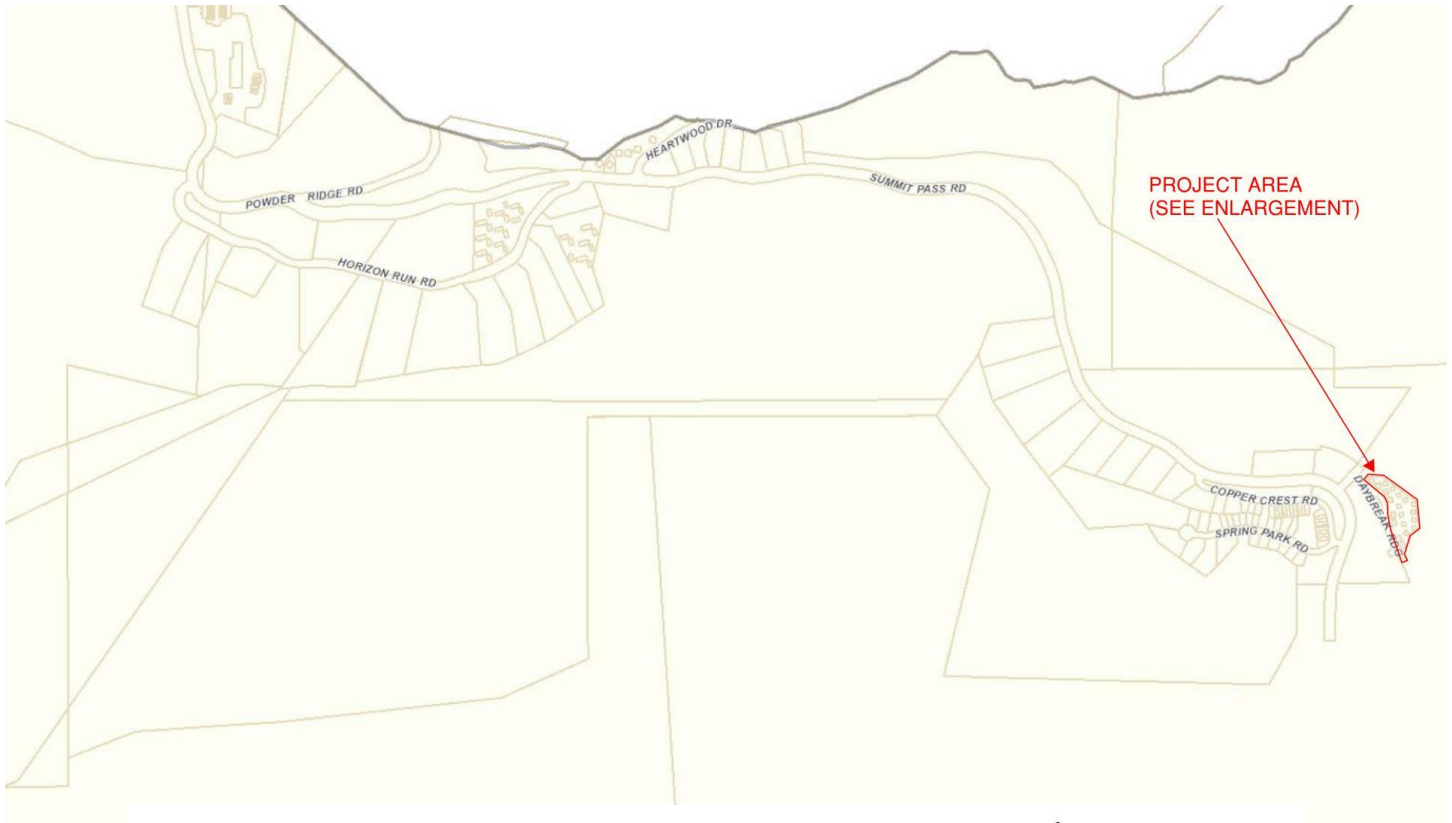 HEARTWOOD DR
POWDER RIDGE RD
SUMMIT PASS RD
PROJECT AREA
(SEE ENLARGEMENT)
HORIZON RUN RD
COPPER CREST RD
DAYBREAK RDG
SPRING PARK RD